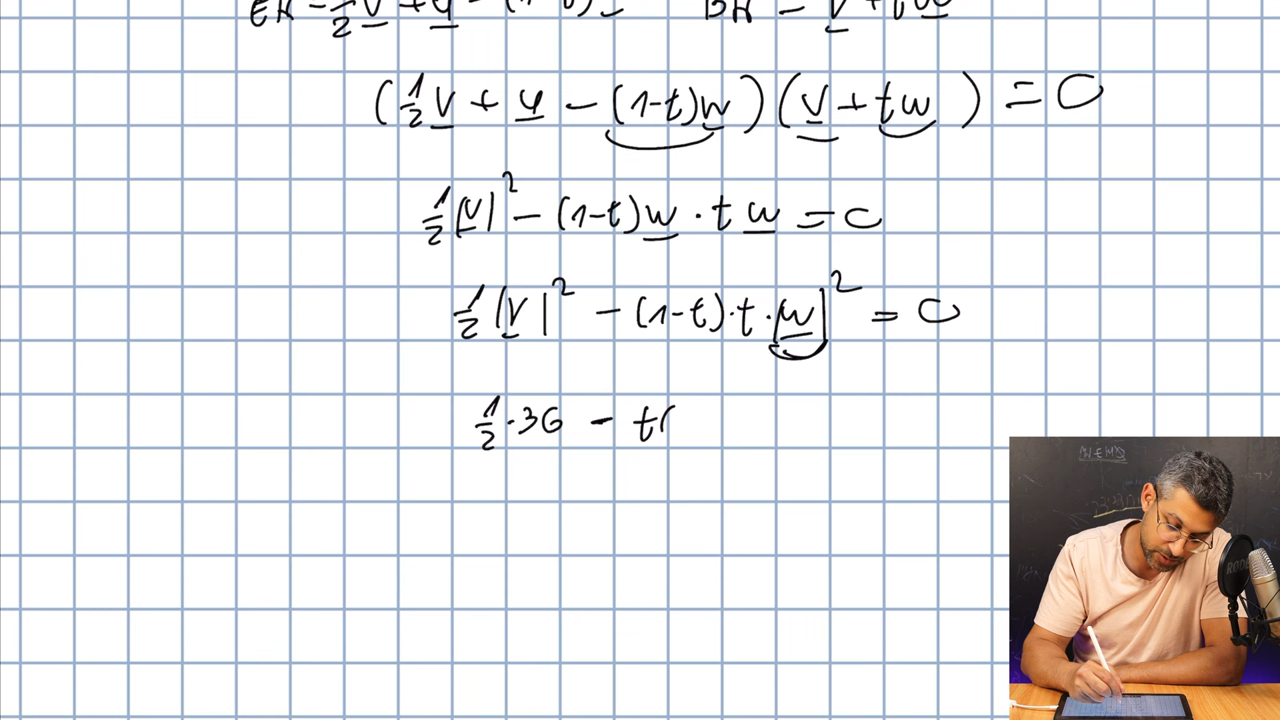 (½v + u − (1−t)w)(v + tw) = 0
½|v|² − (1−t)w · tw = 0
½|v|² − (1−t)·t·|w|² = 0
½·36 − t(
RODE